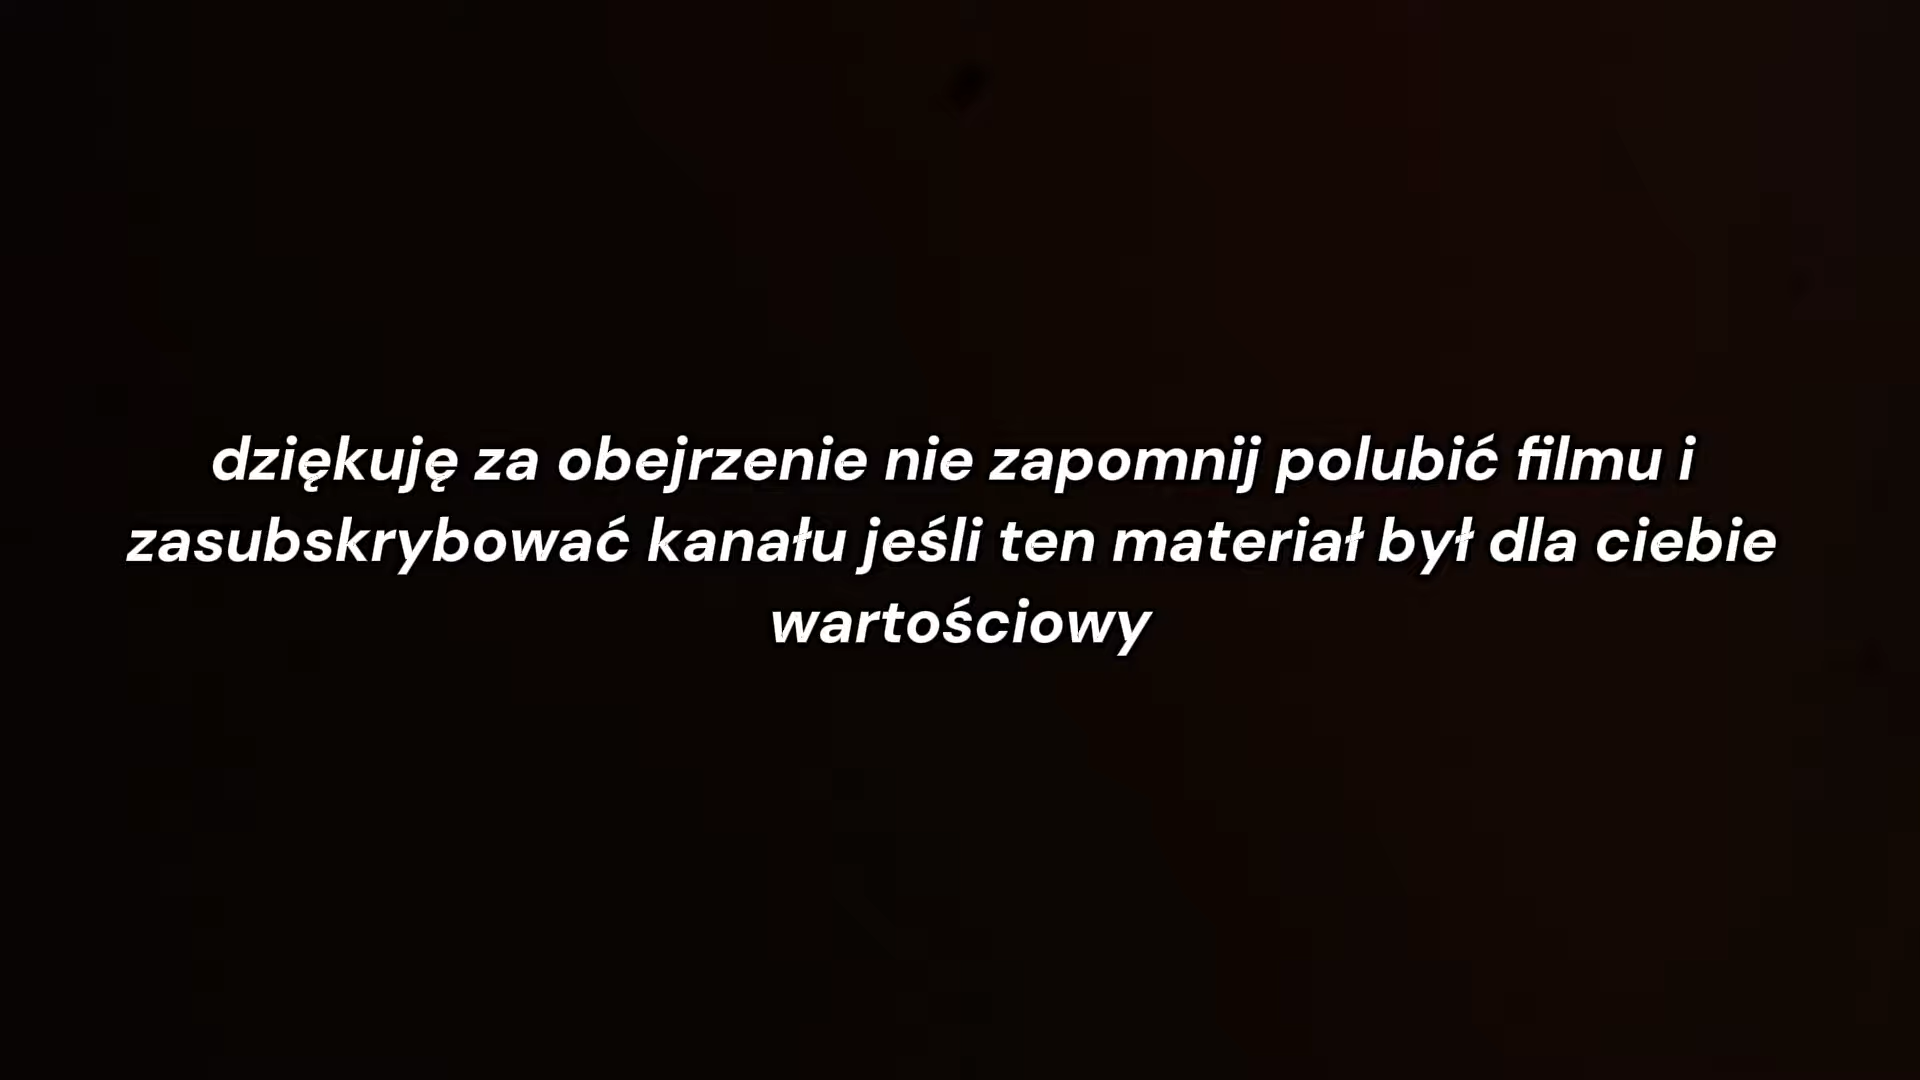 dziękuję za obejrzenie nie zapomnij polubić filmu i
zasubskrybować kanału jeśli ten materiał był dla ciebie
wartościowy